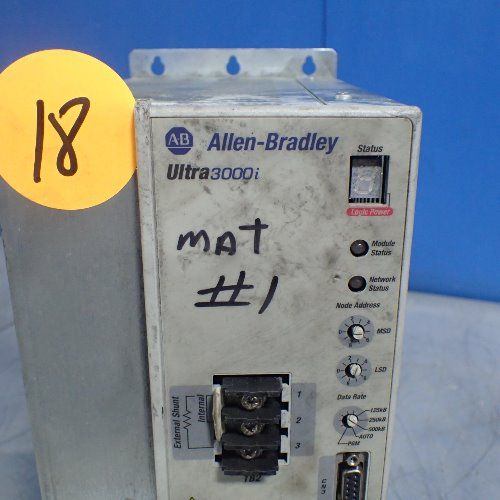 18
A-B Allen-Bradley
Ultra3000i
Status
Logic Power
MAT
#1
Module
Status
Network
Status
Node Address
MSD
LSD
Data Rate
125kB
250kB
500kB
AUTO
PGM
External Shunt
Internal
1
2
3
TB2